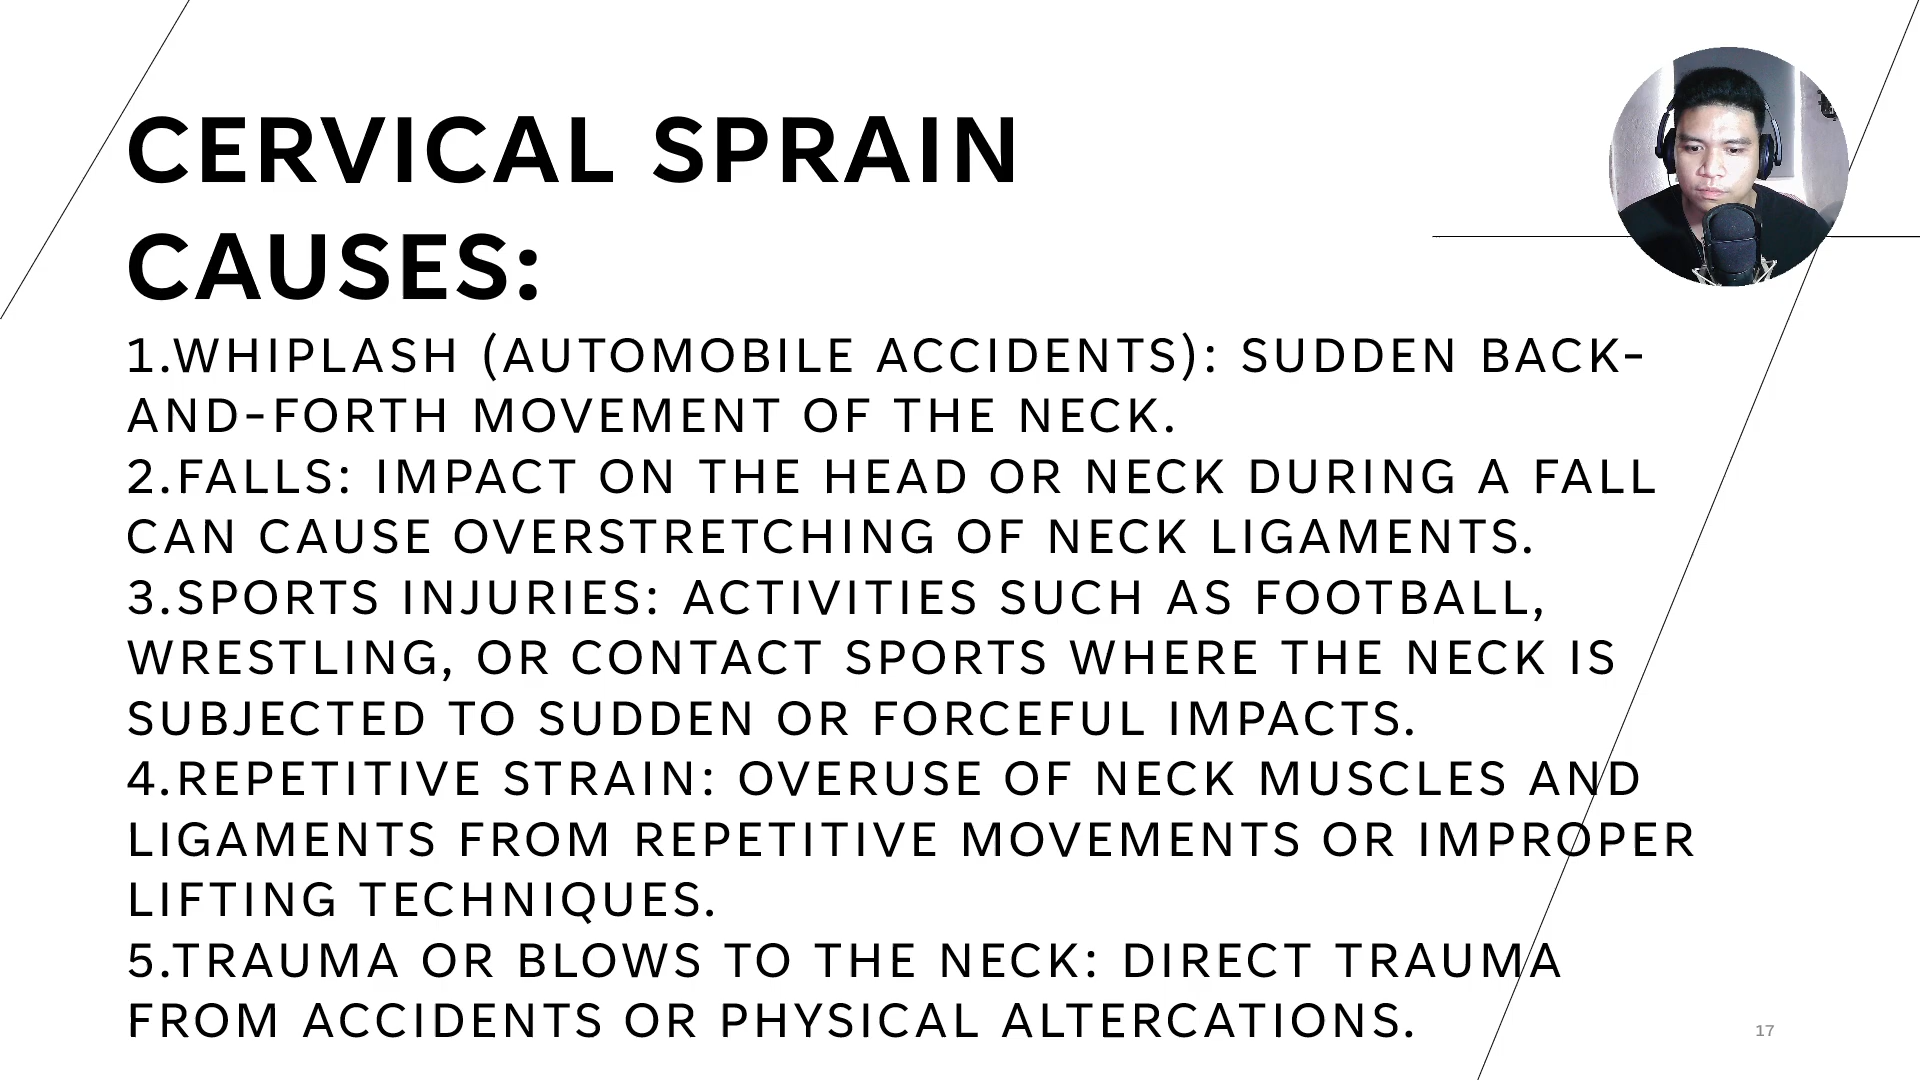 CERVICAL SPRAIN
CAUSES:
1.WHIPLASH (AUTOMOBILE ACCIDENTS): SUDDEN BACK-
AND-FORTH MOVEMENT OF THE NECK.
2.FALLS: IMPACT ON THE HEAD OR NECK DURING A FALL
CAN CAUSE OVERSTRETCHING OF NECK LIGAMENTS.
3.SPORTS INJURIES: ACTIVITIES SUCH AS FOOTBALL,
WRESTLING, OR CONTACT SPORTS WHERE THE NECK IS
SUBJECTED TO SUDDEN OR FORCEFUL IMPACTS.
4.REPETITIVE STRAIN: OVERUSE OF NECK MUSCLES AND
LIGAMENTS FROM REPETITIVE MOVEMENTS OR IMPROPER
LIFTING TECHNIQUES.
5.TRAUMA OR BLOWS TO THE NECK: DIRECT TRAUMA
FROM ACCIDENTS OR PHYSICAL ALTERCATIONS.
17